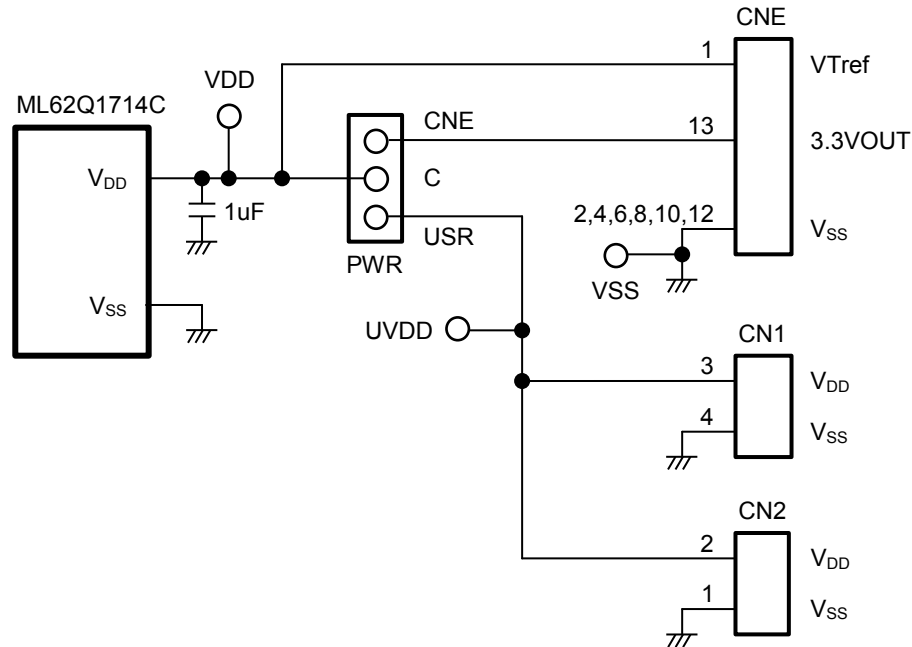 CNE
1
VTref
VDD
ML62Q1714C
CNE
13
3.3VOUT
VDD
C
1uF
2,4,6,8,10,12
VSS
USR
PWR
VSS
VSS
UVDD
CN1
3
VDD
4
VSS
CN2
2
VDD
1
VSS